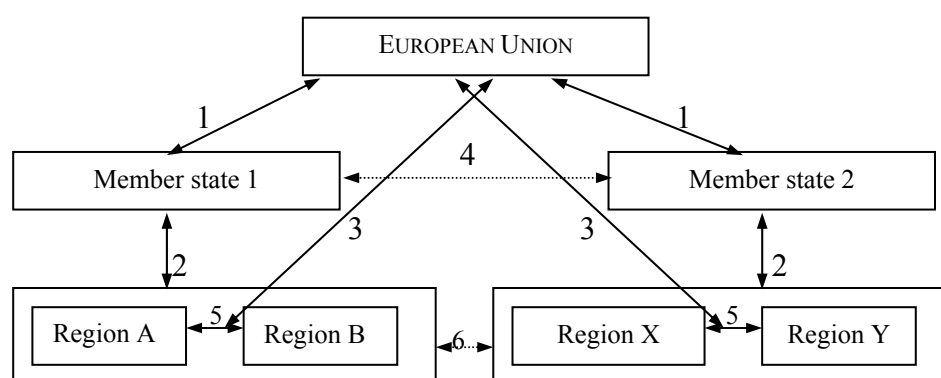 EUROPEAN UNION
1
1
Member state 1
4
Member state 2
3
3
2
2
Region A
5
Region B
6
Region X
5
Region Y